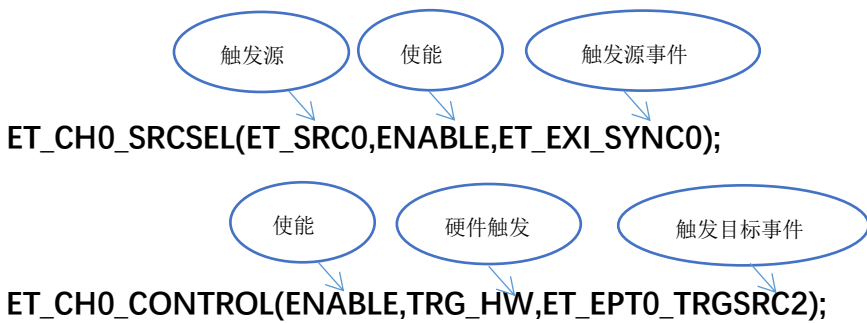 触发源 使能 触发源事件
ET_CH0_SRCSEL(ET_SRC0,ENABLE,ET_EXI_SYNC0);
使能 硬件触发 触发目标事件
ET_CH0_CONTROL(ENABLE,TRG_HW,ET_EPT0_TRGSRC2);